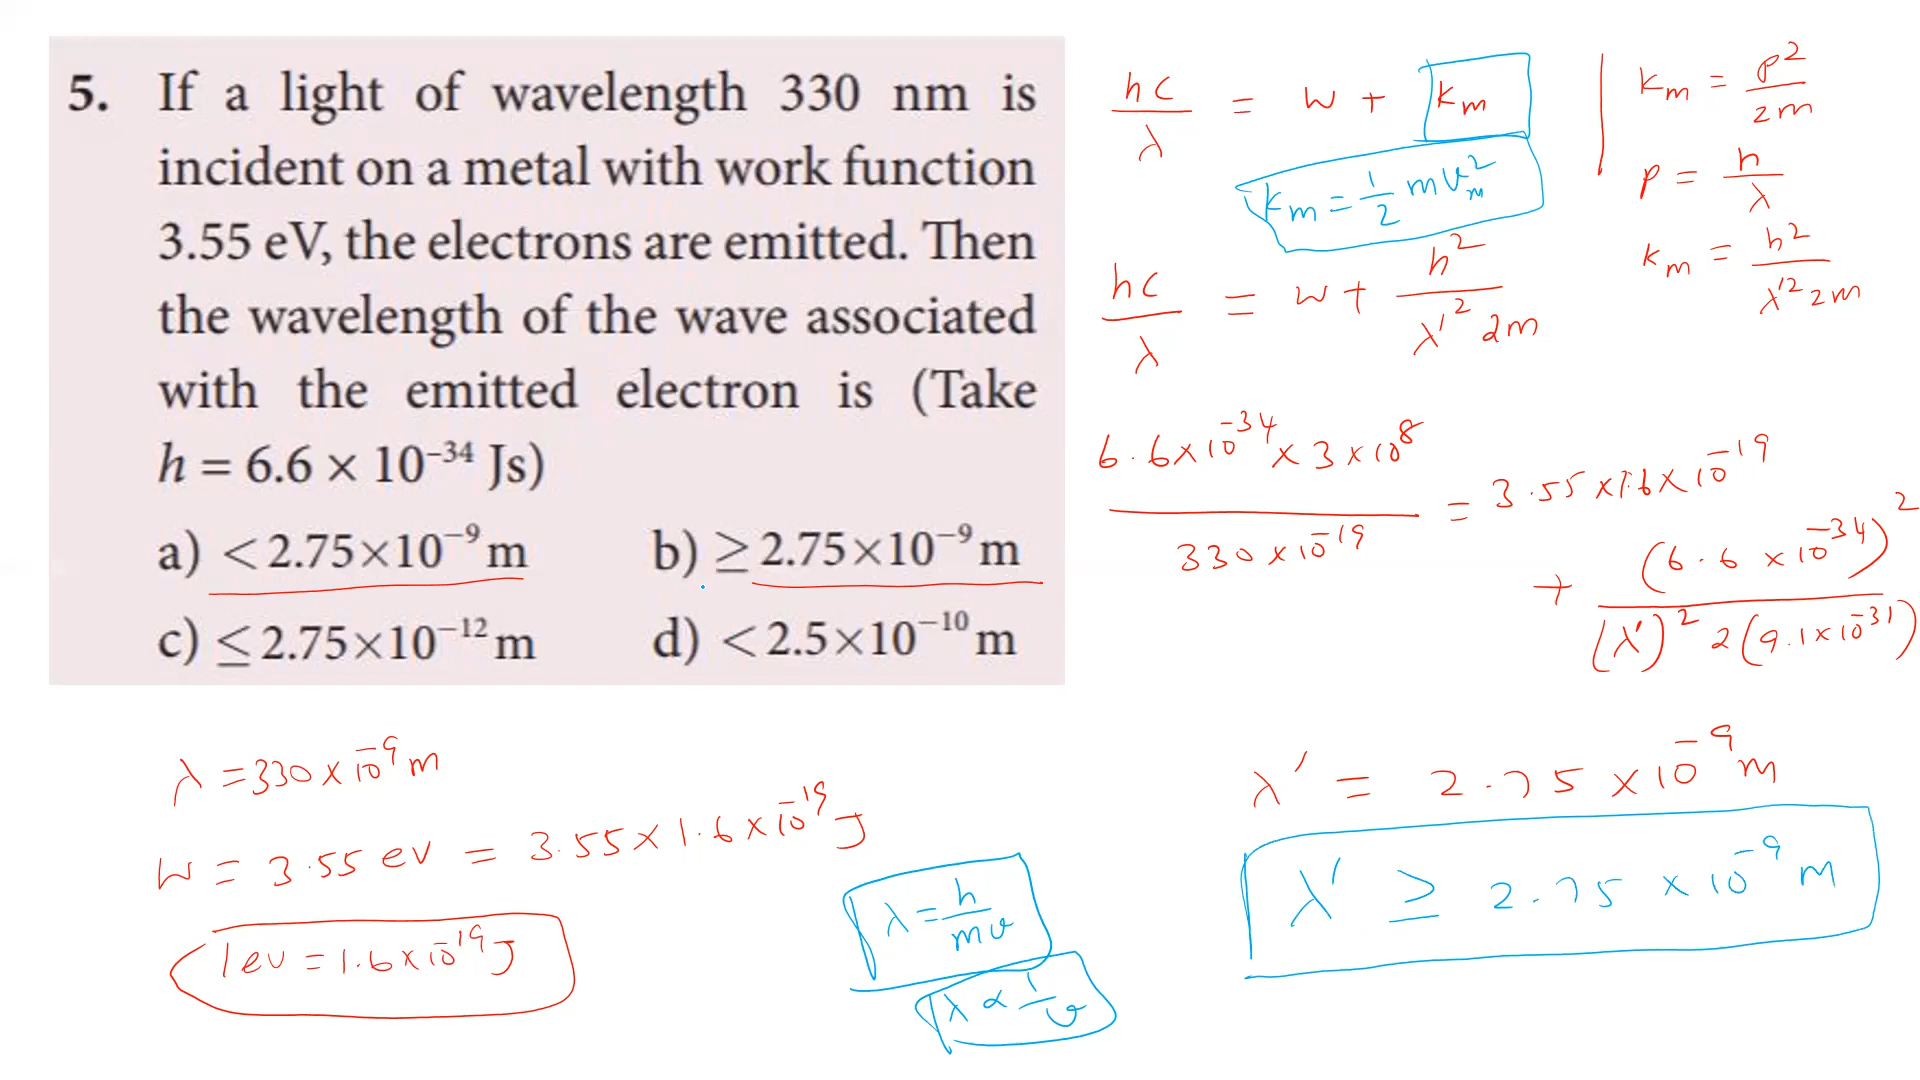 5. If a light of wavelength 330 nm is
incident on a metal with work function
3.55 eV, the electrons are emitted. Then
the wavelength of the wave associated
with the emitted electron is (Take
h = 6.6 × 10⁻³⁴ Js)
a) < 2.75×10⁻⁹ m b) ≥ 2.75×10⁻⁹ m
c) ≤ 2.75×10⁻¹² m d) < 2.5×10⁻¹⁰ m
hc/λ = W + Km
Km = 1/2 m v²m
hc/λ = W + h²/λ'² 2m
Km = p²/2m
p = h/λ
Km = h²/λ'² 2m
6.6×10⁻³⁴ × 3×10⁸ / 330×10⁻¹⁹ = 3.55×1.6×10⁻¹⁹
+ (6.6 × 10⁻³⁴)² / (λ')² 2(9.1×10⁻³¹)
λ = 330×10⁻⁹ m
W = 3.55 ev = 3.55×1.6×10⁻¹⁹ J
1 ev = 1.6×10⁻¹⁹ J
λ = h/mv
λ ∝ 1/v
λ' = 2.75 ×10⁻⁹ m
λ' ≥ 2.75 ×10⁻⁹ m